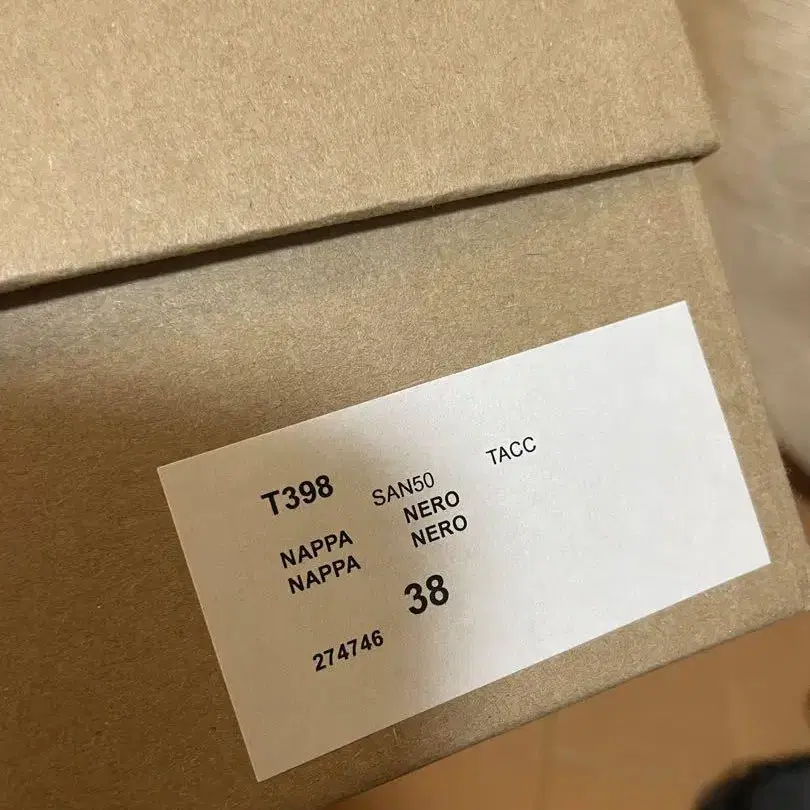 T398 SAN50 TACC
NAPPA NERO
NAPPA NERO
38
274746